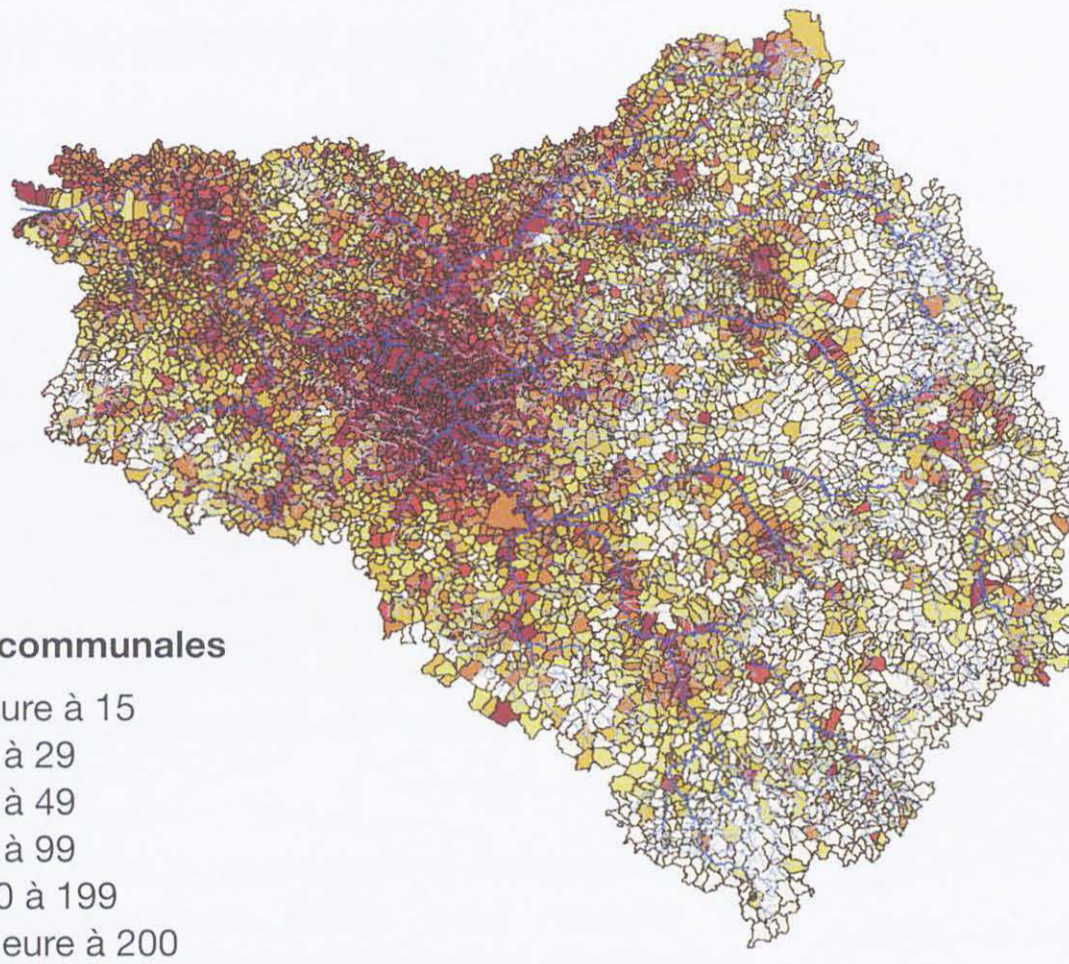 communales
ure à 15
à 29
à 49
à 99
0 à 199
eure à 200